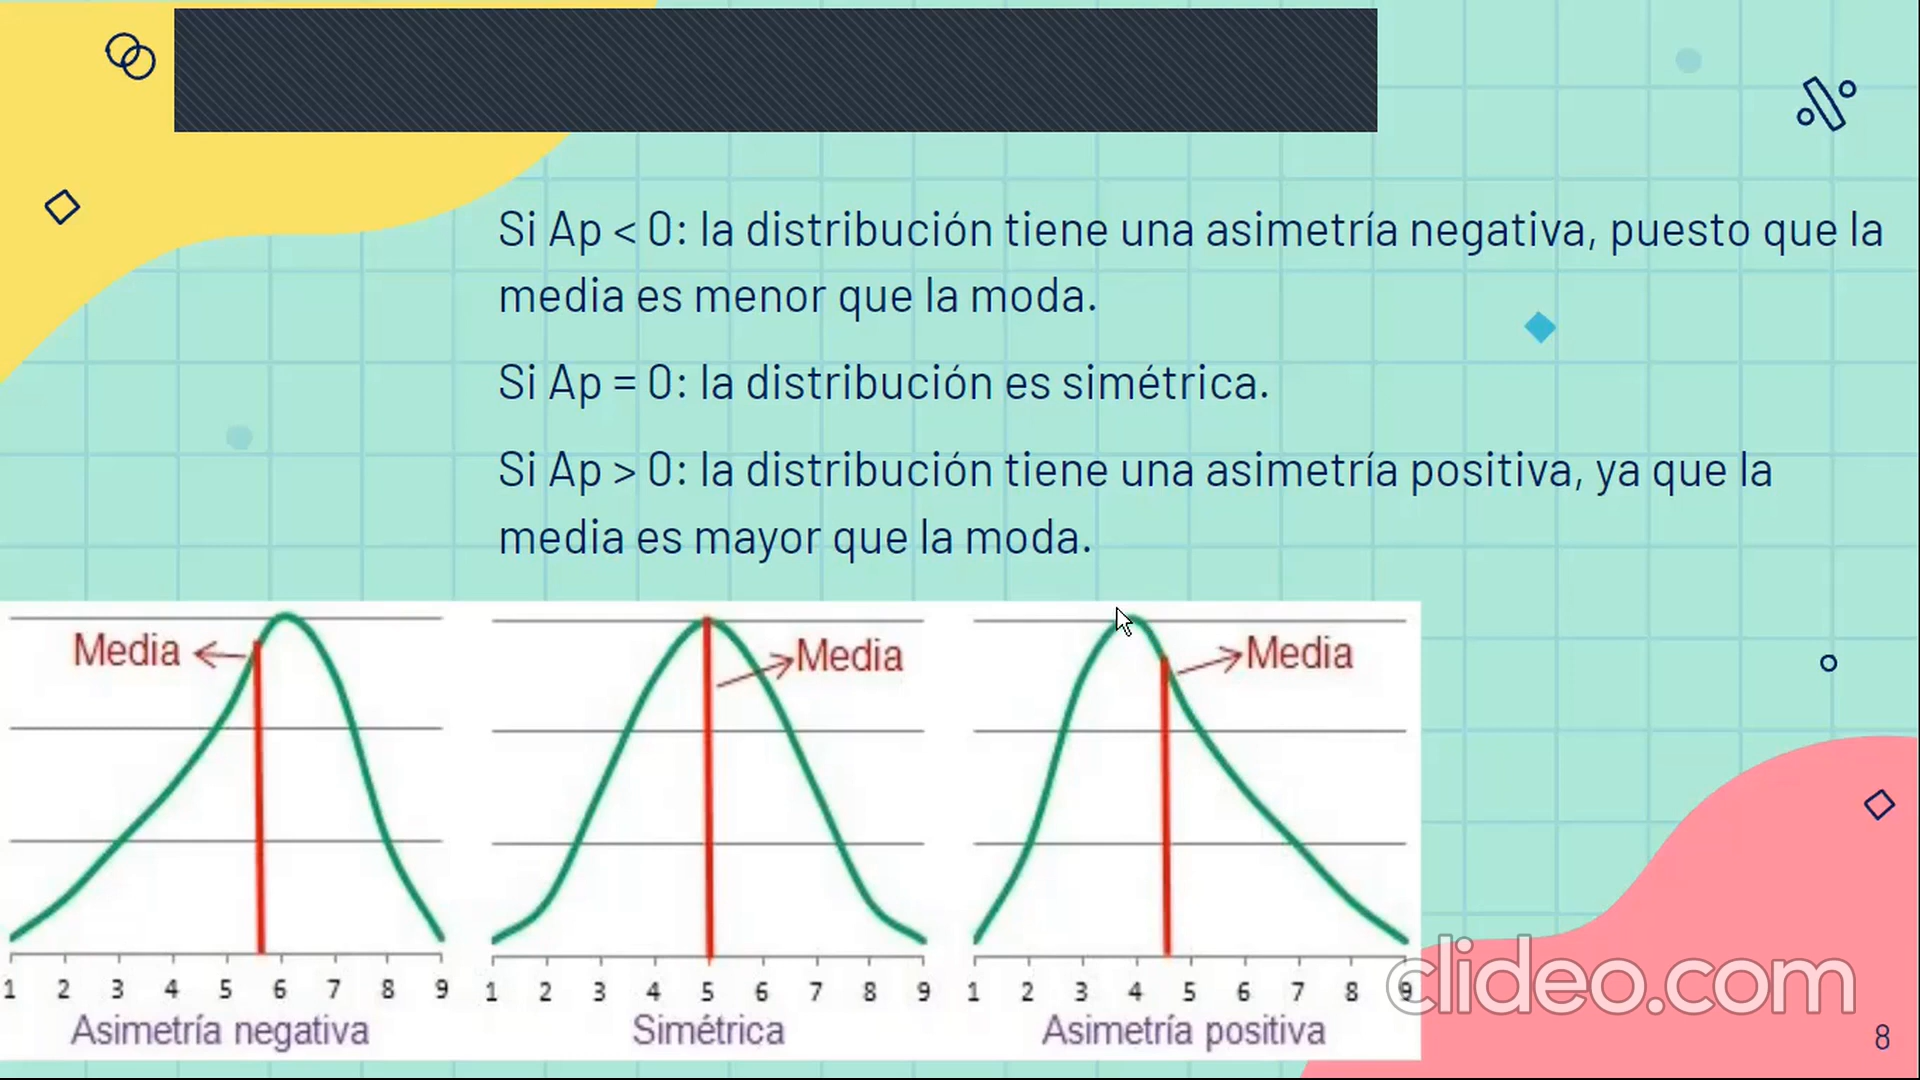 Si Ap < 0: la distribución tiene una asimetría negativa, puesto que la
media es menor que la moda.
Si Ap = 0: la distribución es simétrica.
Si Ap > 0: la distribución tiene una asimetría positiva, ya que la
media es mayor que la moda.
Media
Media
Media
1 2 3 4 5 6 7 8 9
1 2 3 4 5 6 7 8 9
1 2 3 4 5 6 7 8 9
Asimetría negativa
Simétrica
Asimetría positiva
clideo.com
8